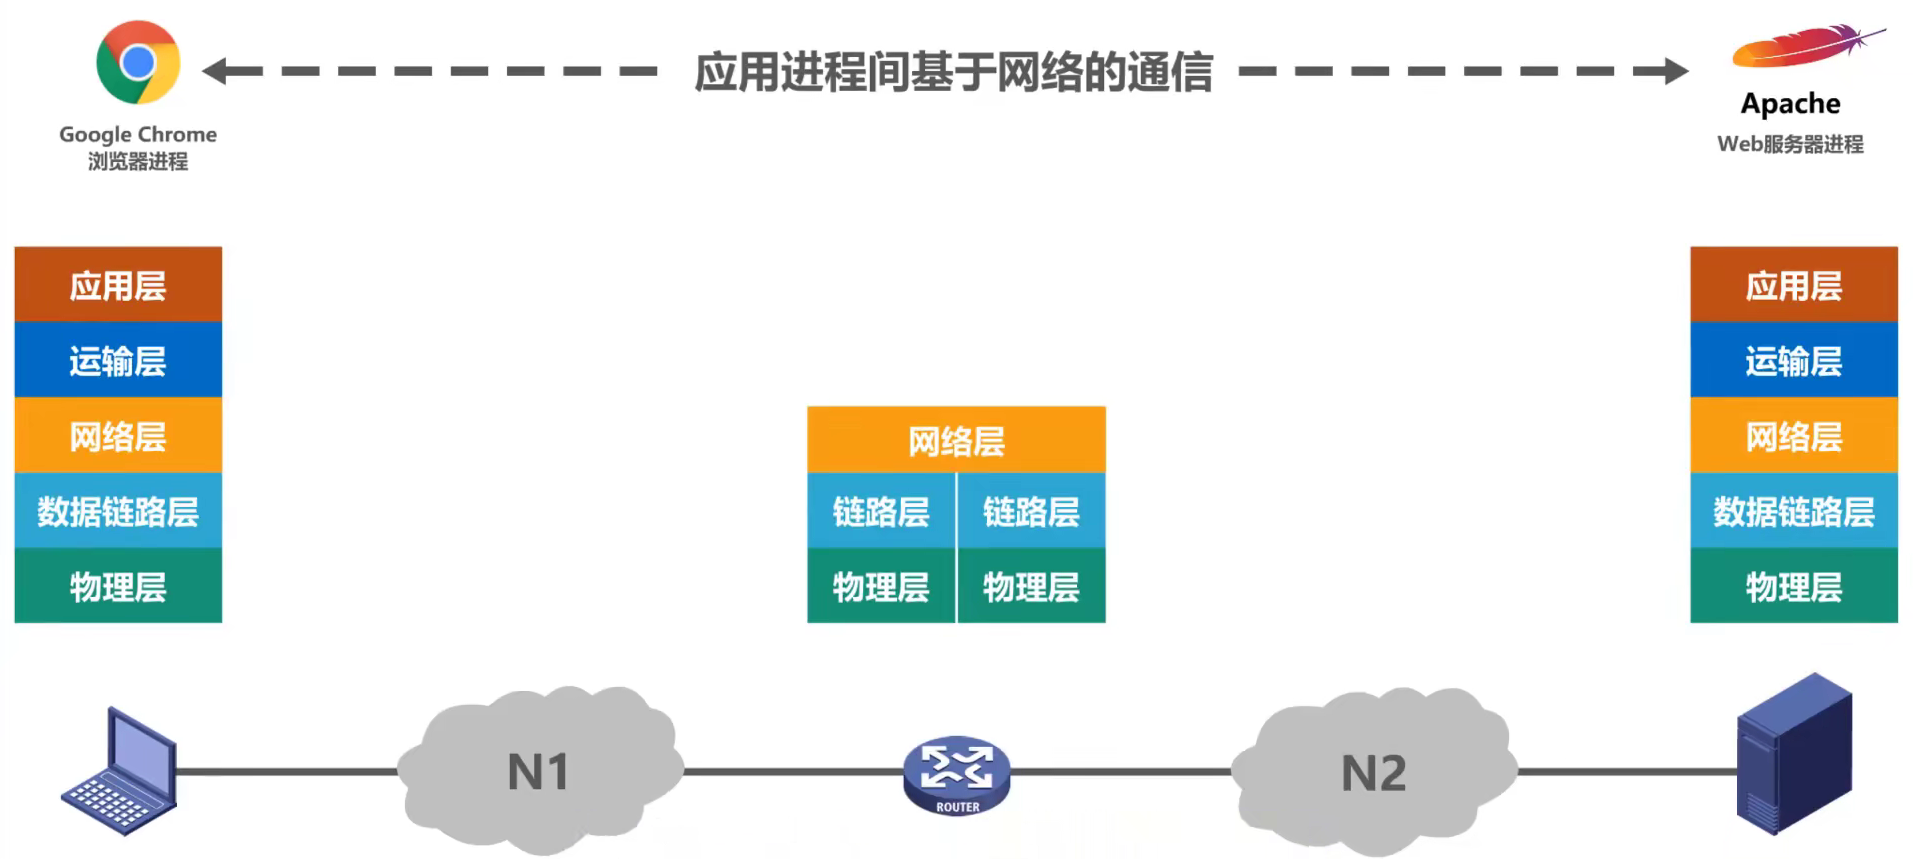 应用进程间基于网络的通信
Google Chrome
浏览器进程
Apache
Web服务器进程
应用层
运输层
网络层
数据链路层
物理层
网络层
链路层 链路层
物理层 物理层
应用层
运输层
网络层
数据链路层
物理层
N1
ROUTER
N2